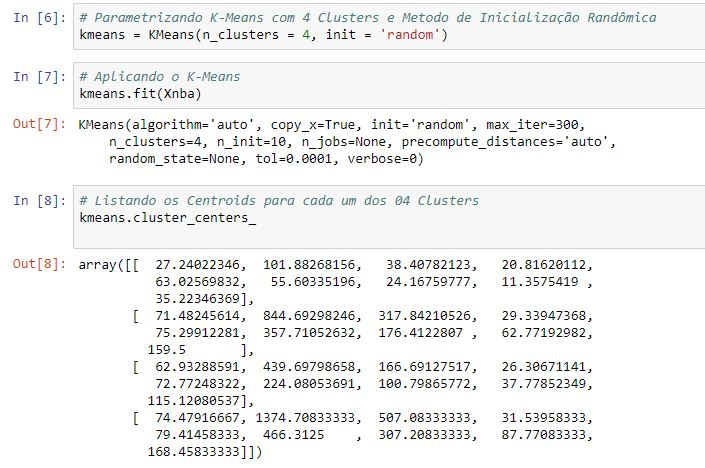 In [6]: # Parametrizando K-Means com 4 Clusters e Metodo de Inicialização Randômica
kmeans = KMeans(n_clusters = 4, init = 'random')
In [7]: # Aplicando o K-Means
kmeans.fit(Xnba)
Out[7]: KMeans(algorithm='auto', copy_x=True, init='random', max_iter=300,
n_clusters=4, n_init=10, n_jobs=None, precompute_distances='auto',
random_state=None, tol=0.0001, verbose=0)
In [8]: # Listando os Centroids para cada um dos 04 Clusters
kmeans.cluster_centers_
Out[8]: array([[ 27.24022346, 101.88268156, 38.40782123, 20.81620112,
63.02569832, 55.60335196, 24.16759777, 11.3575419 ,
35.22346369],
[ 71.48245614, 844.69298246, 317.84210526, 29.33947368,
75.29912281, 357.71052632, 176.4122807 , 62.77192982,
159.5 ],
[ 62.93288591, 439.69798658, 166.69127517, 26.30671141,
72.77248322, 224.08053691, 100.79865772, 37.77852349,
115.12080537],
[ 74.47916667, 1374.70833333, 507.08333333, 31.53958333,
79.41458333, 466.3125 , 307.20833333, 87.77083333,
168.45833333]])